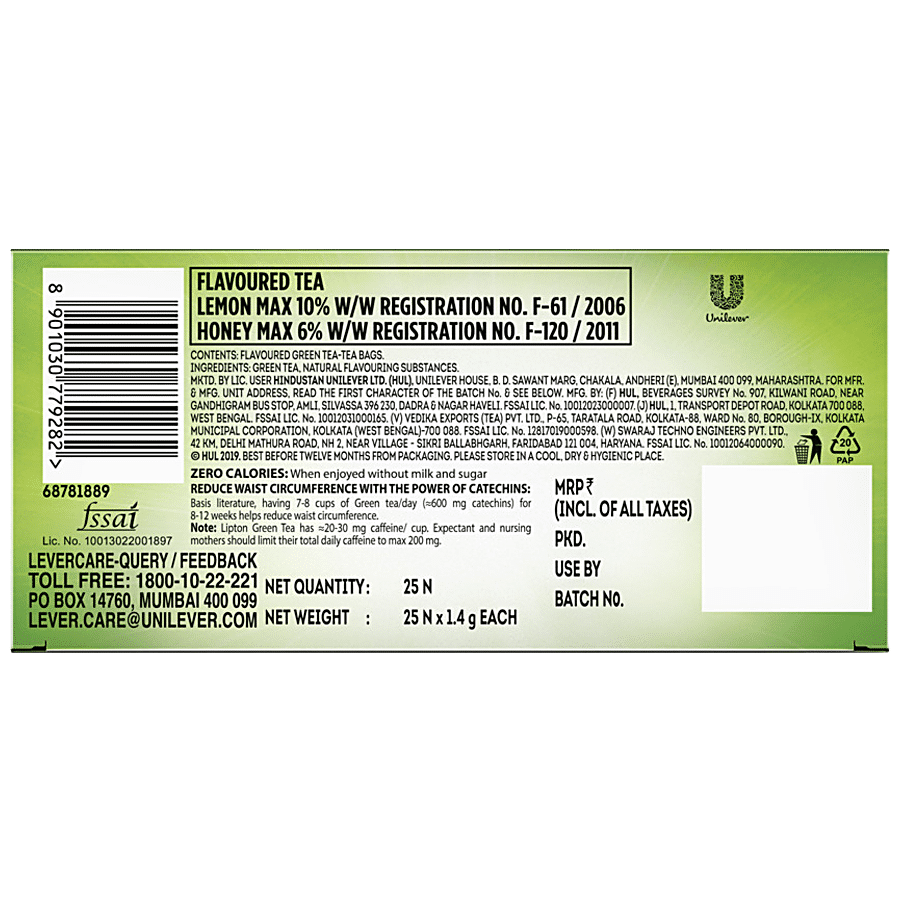 8 901030 779282 >
68781889
fssai
Lic. No. 10013022001897
LEVERCARE-QUERY / FEEDBACK
TOLL FREE: 1800-10-22-221
PO BOX 14760, MUMBAI 400 099
LEVER.CARE@UNILEVER.COM
FLAVOURED TEA
LEMON MAX 10% W/W REGISTRATION NO. F-61 / 2006
HONEY MAX 6% W/W REGISTRATION NO. F-120 / 2011
Unilever
CONTENTS: FLAVOURED GREEN TEA-TEA BAGS.
INGREDIENTS: GREEN TEA, NATURAL FLAVOURING SUBSTANCES.
MKTD. BY LIC. USER HINDUSTAN UNILEVER LTD. (HUL), UNILEVER HOUSE, B. D. SAWANT MARG, CHAKALA, ANDHERI (E), MUMBAI 400 099, MAHARASHTRA. FOR MFR.
& MFG. UNIT ADDRESS, READ THE FIRST CHARACTER OF THE BATCH No. & SEE BELOW. MFG. BY: (F) HUL, BEVERAGES SURVEY No. 907, KILWANI ROAD, NEAR
GANDHIGRAM BUS STOP, AMLI, SILVASSA 396 230, DADRA & NAGAR HAVELI. FSSAI LIC. No. 10012023000007. (J) HUL, 1, TRANSPORT DEPOT ROAD, KOLKATA 700 088,
WEST BENGAL. FSSAI LIC. No. 10012031000165. (V) VEDIKA EXPORTS (TEA) PVT. LTD., P-65, TARATALA ROAD, KOLKATA-88, WARD No. 80, BOROUGH-IX, KOLKATA
MUNICIPAL CORPORATION, KOLKATA (WEST BENGAL)-700 088. FSSAI LIC. No. 12817019000598. (W) SWARAJ TECHNO ENGINEERS PVT. LTD.,
42 KM, DELHI MATHURA ROAD, NH 2, NEAR VILLAGE - SIKRI BALLABHGARH, FARIDABAD 121 004, HARYANA. FSSAI LIC. No. 10012064000090.
© HUL 2019. BEST BEFORE TWELVE MONTHS FROM PACKAGING. PLEASE STORE IN A COOL, DRY & HYGIENIC PLACE.
20
PAP
ZERO CALORIES: When enjoyed without milk and sugar
REDUCE WAIST CIRCUMFERENCE WITH THE POWER OF CATECHINS:
Basis literature, having 7-8 cups of Green tea/day (≈600 mg catechins) for
8-12 weeks helps reduce waist circumference.
Note: Lipton Green Tea has ≈20-30 mg caffeine/ cup. Expectant and nursing
mothers should limit their total daily caffeine to max 200 mg.
NET QUANTITY: 25 N
NET WEIGHT : 25 N x 1.4 g EACH
MRP ₹
(INCL. OF ALL TAXES)
PKD.
USE BY
BATCH No.